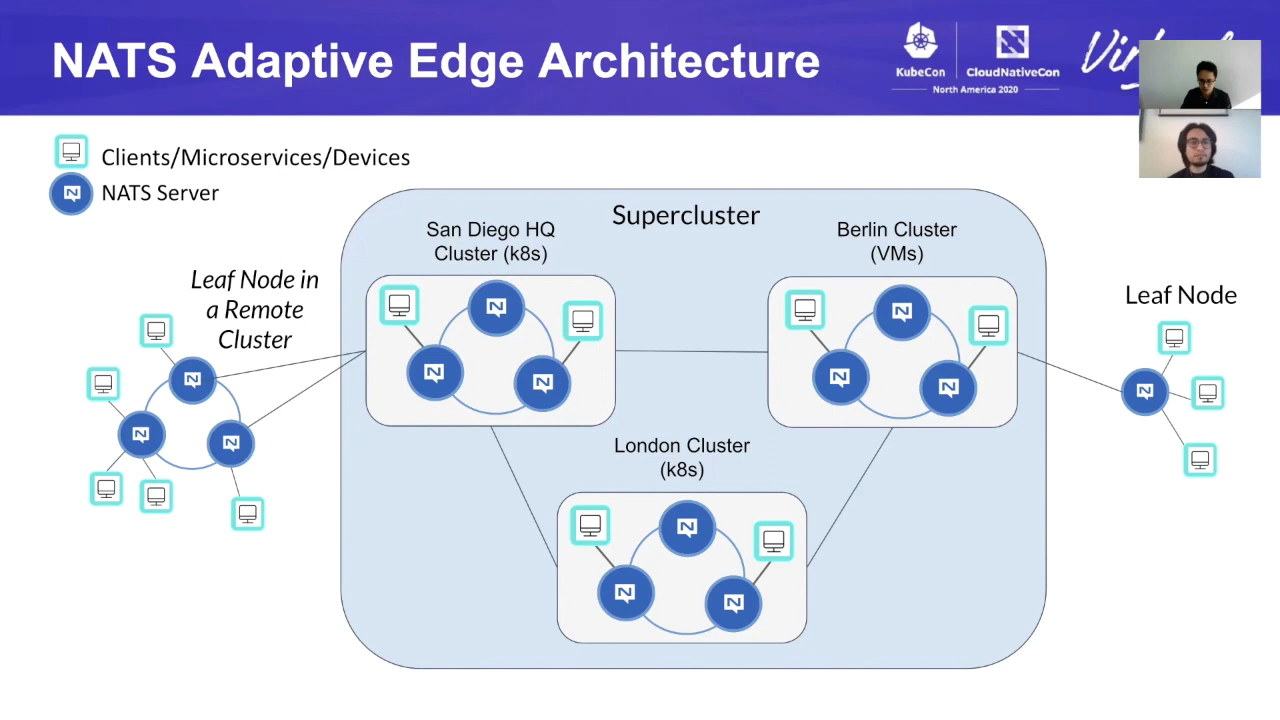 NATS Adaptive Edge Architecture
KubeCon
CloudNativeCon
North America 2020
Clients/Microservices/Devices
NATS Server
Supercluster
San Diego HQ
Cluster (k8s)
Berlin Cluster
(VMs)
Leaf Node in
a Remote
Cluster
Leaf Node
London Cluster
(k8s)